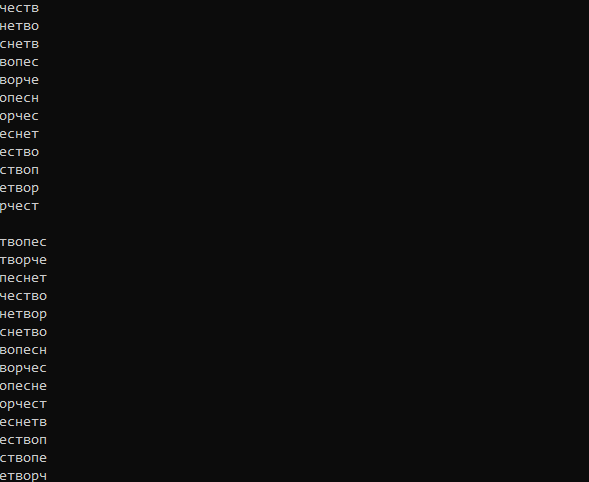 честв
нетво
снетв
вопес
ворче
опесн
орчес
еснет
ество
ствоп
етвор
рчест

твопес
творче
песнет
чество
нетвор
снетво
вопесн
ворчес
опесне
орчест
еснетв
ествоп
ствопе
етворч